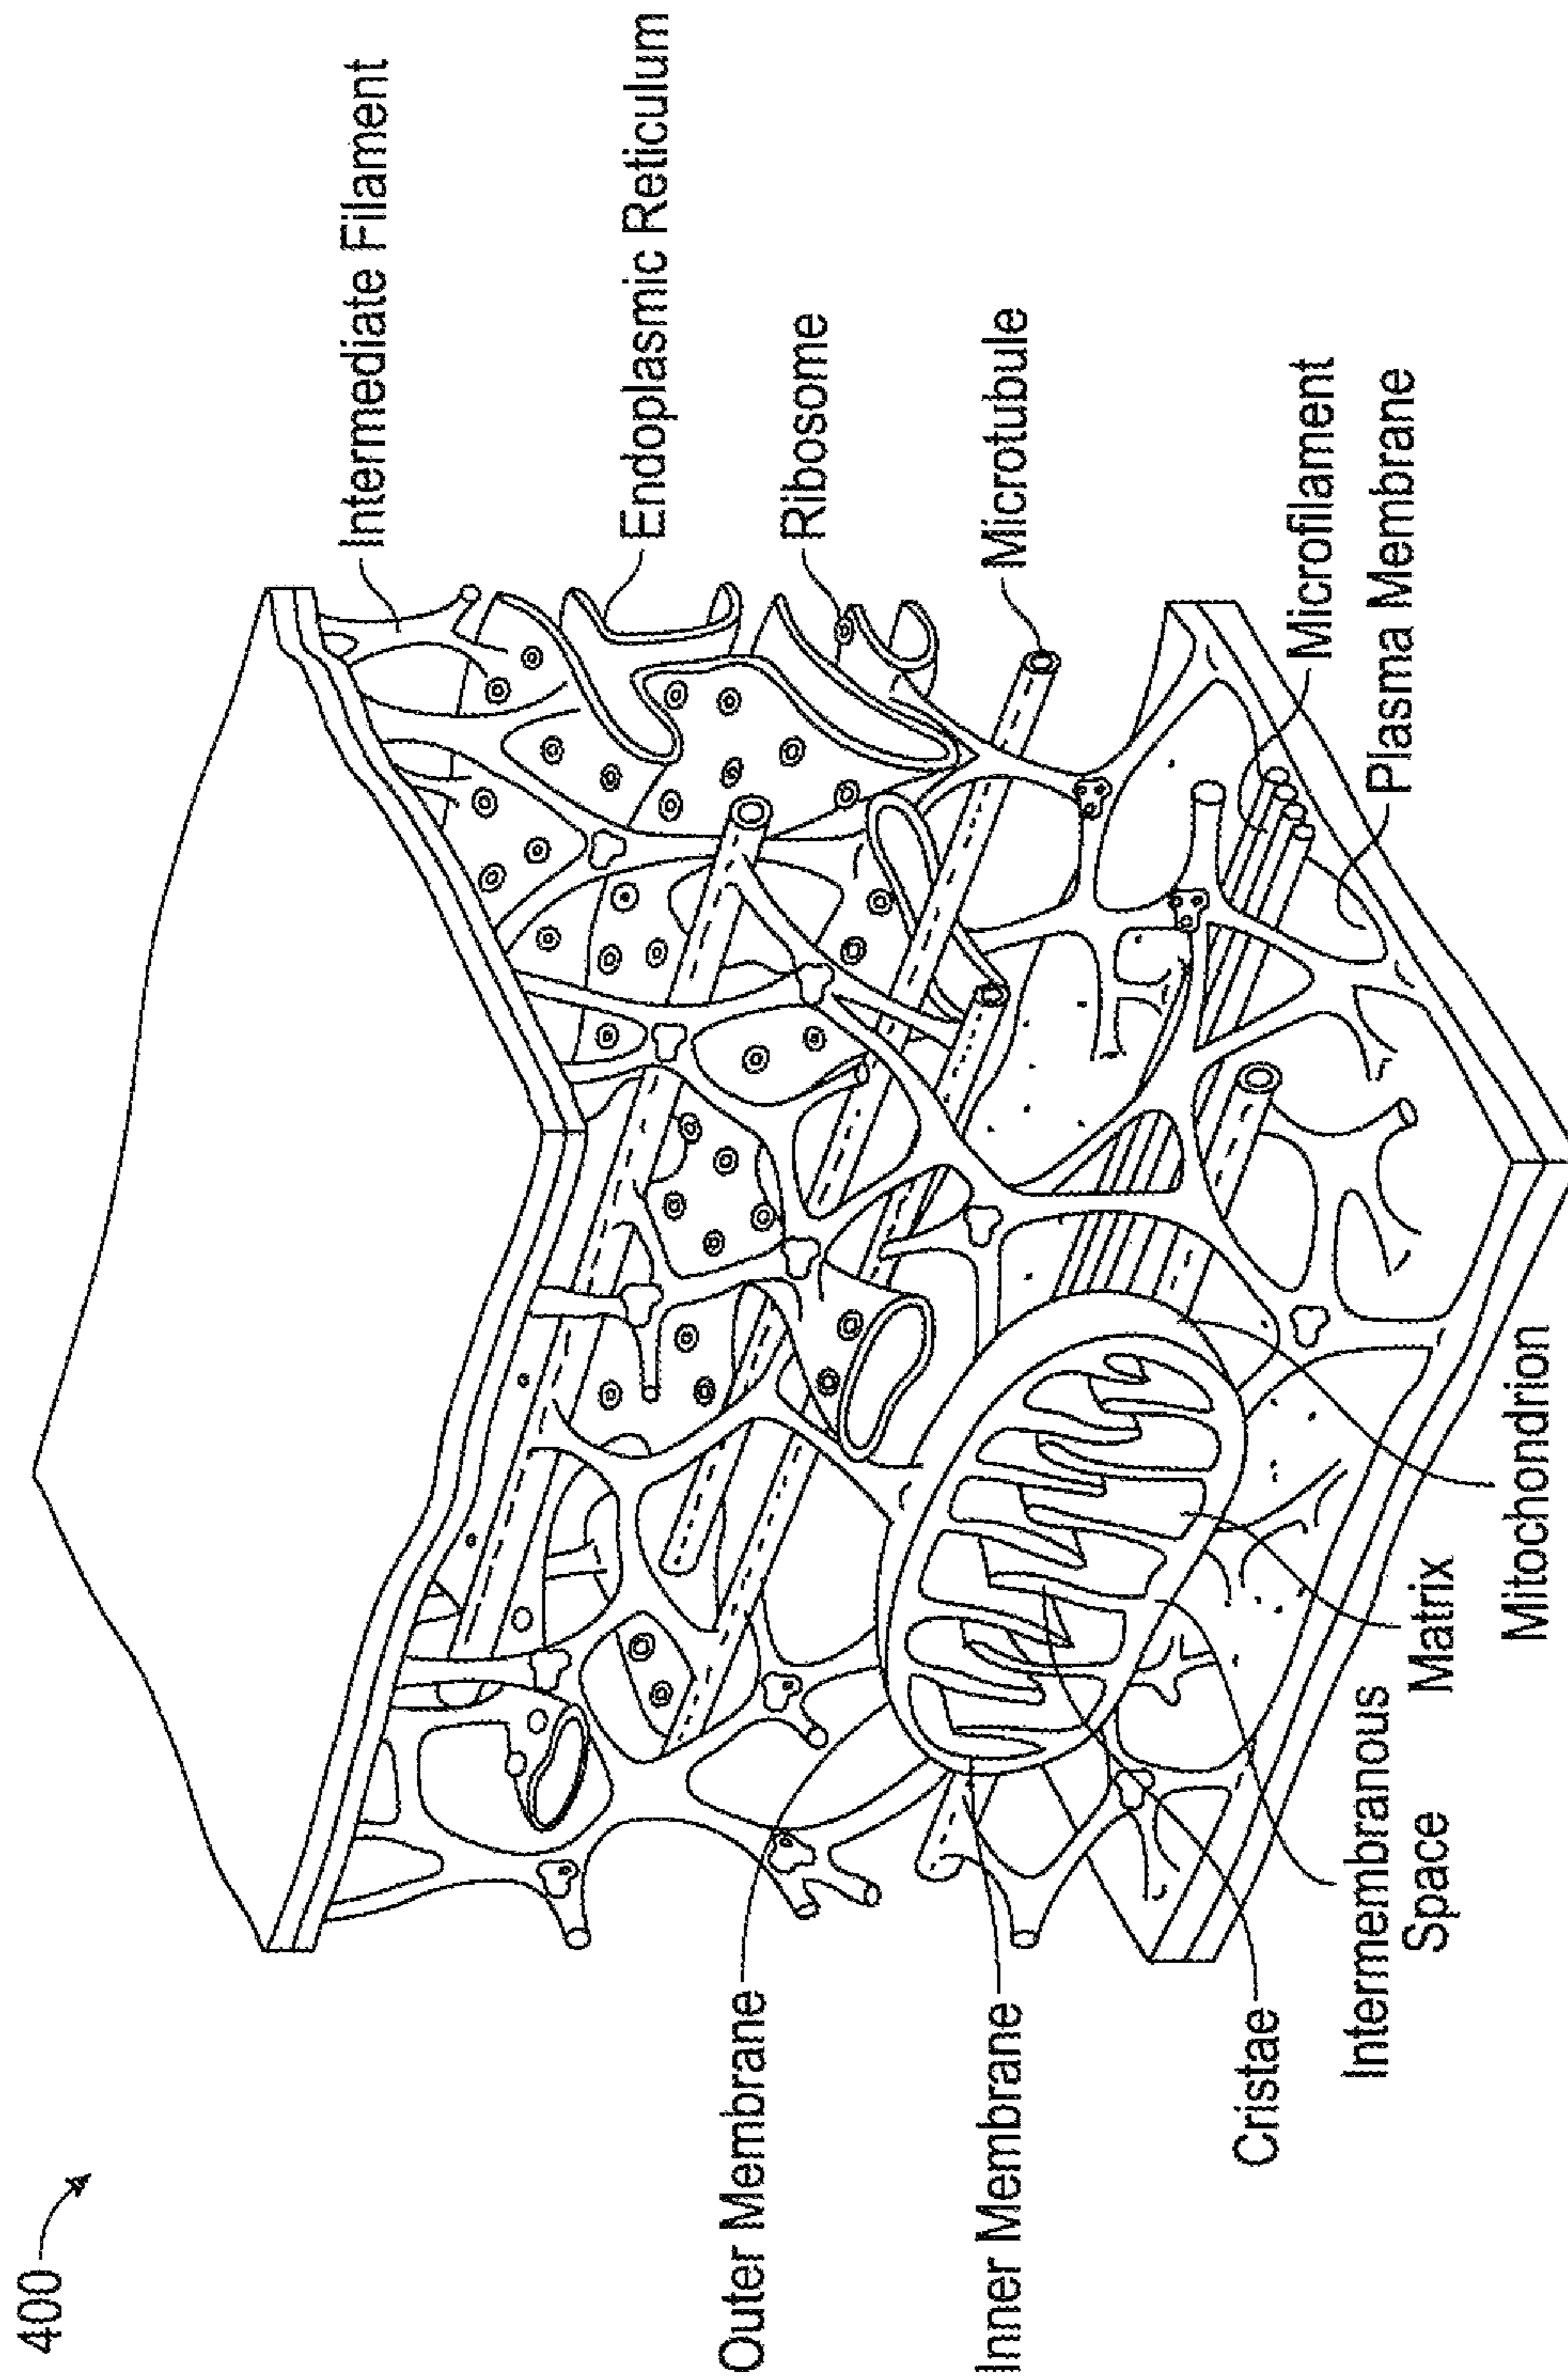 400
Intermediate Filament
Endoplasmic Reticulum
Ribosome
Microtubule
Microfilament
Plasma Membrane
Outer Membrane
Inner Membrane
Cristae
Intermembranous
Space
Matrix
Mitochondrion